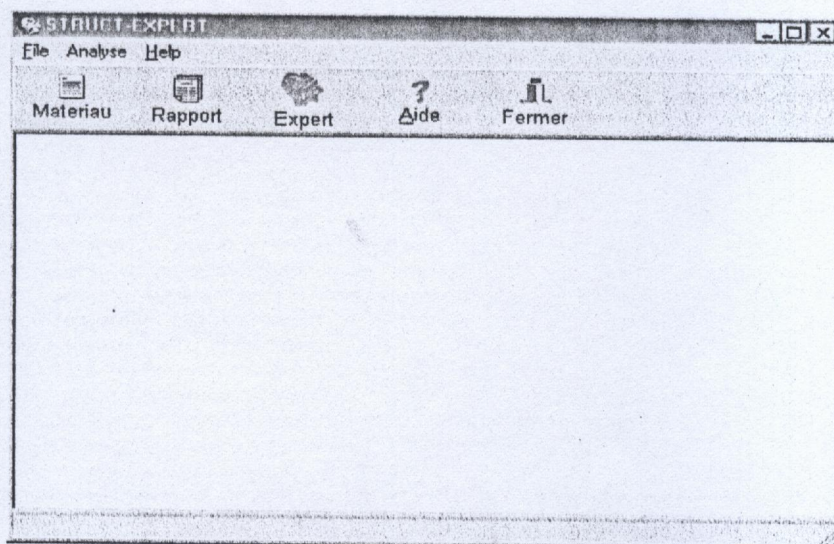 STRUCT-EXPERT
File Analyse Help
Materiau Rapport Expert Aide Fermer